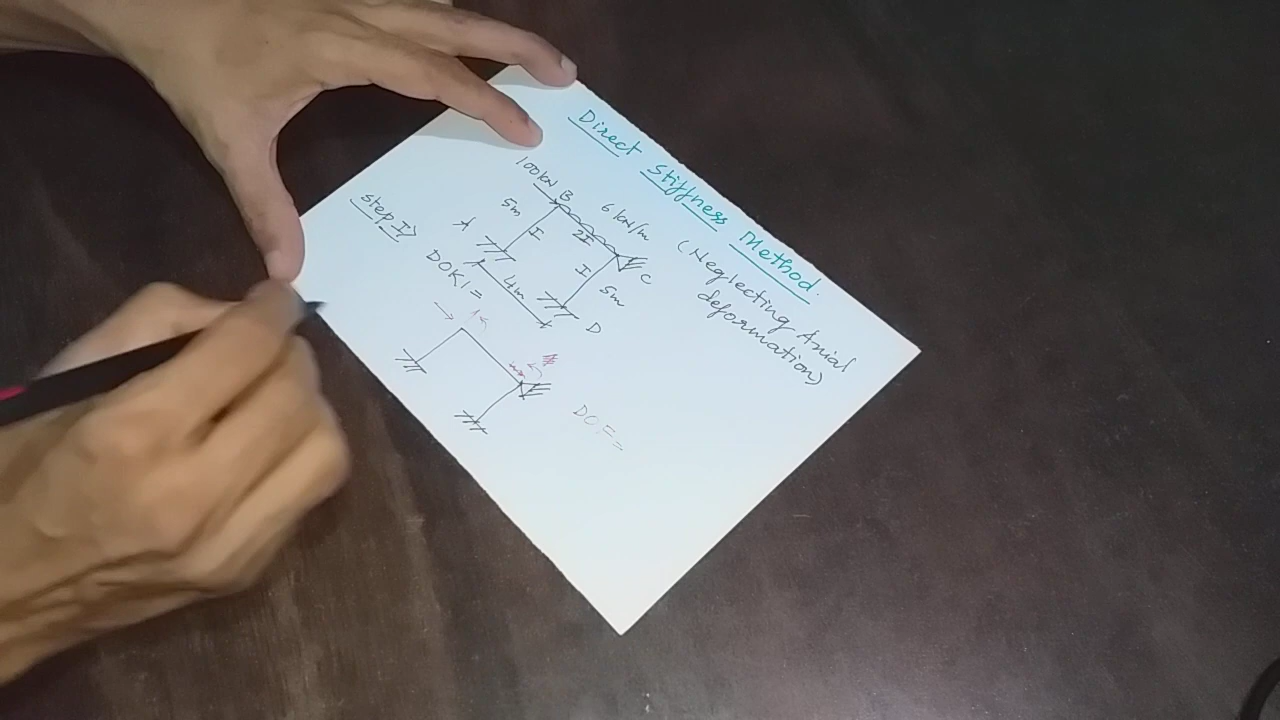 Direct Stiffness Method.
(Neglecting Axial
deformation)
100kN B 6 kN/m
5m I 2I
A I 5m C
4m D
Step I>
DOKI =
DOF =